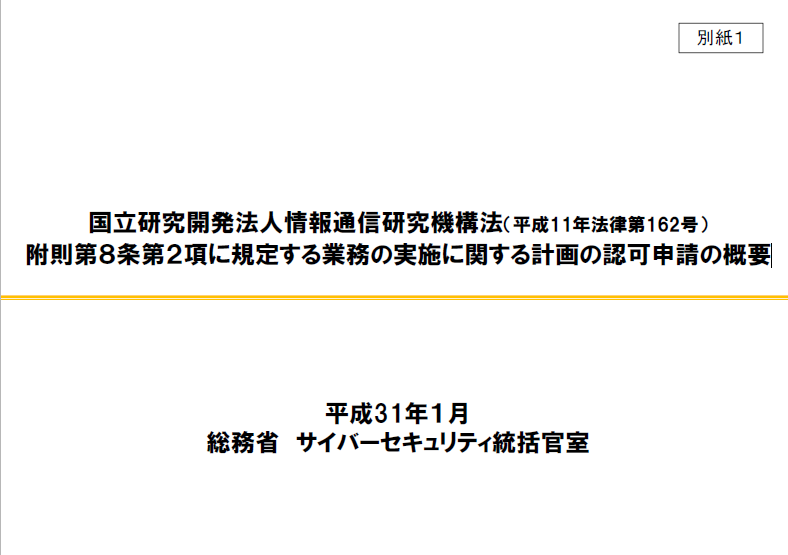 別紙１
国立研究開発法人情報通信研究機構法（平成11年法律第162号）
附則第８条第２項に規定する業務の実施に関する計画の認可申請の概要
平成31年１月
総務省　サイバーセキュリティ統括官室